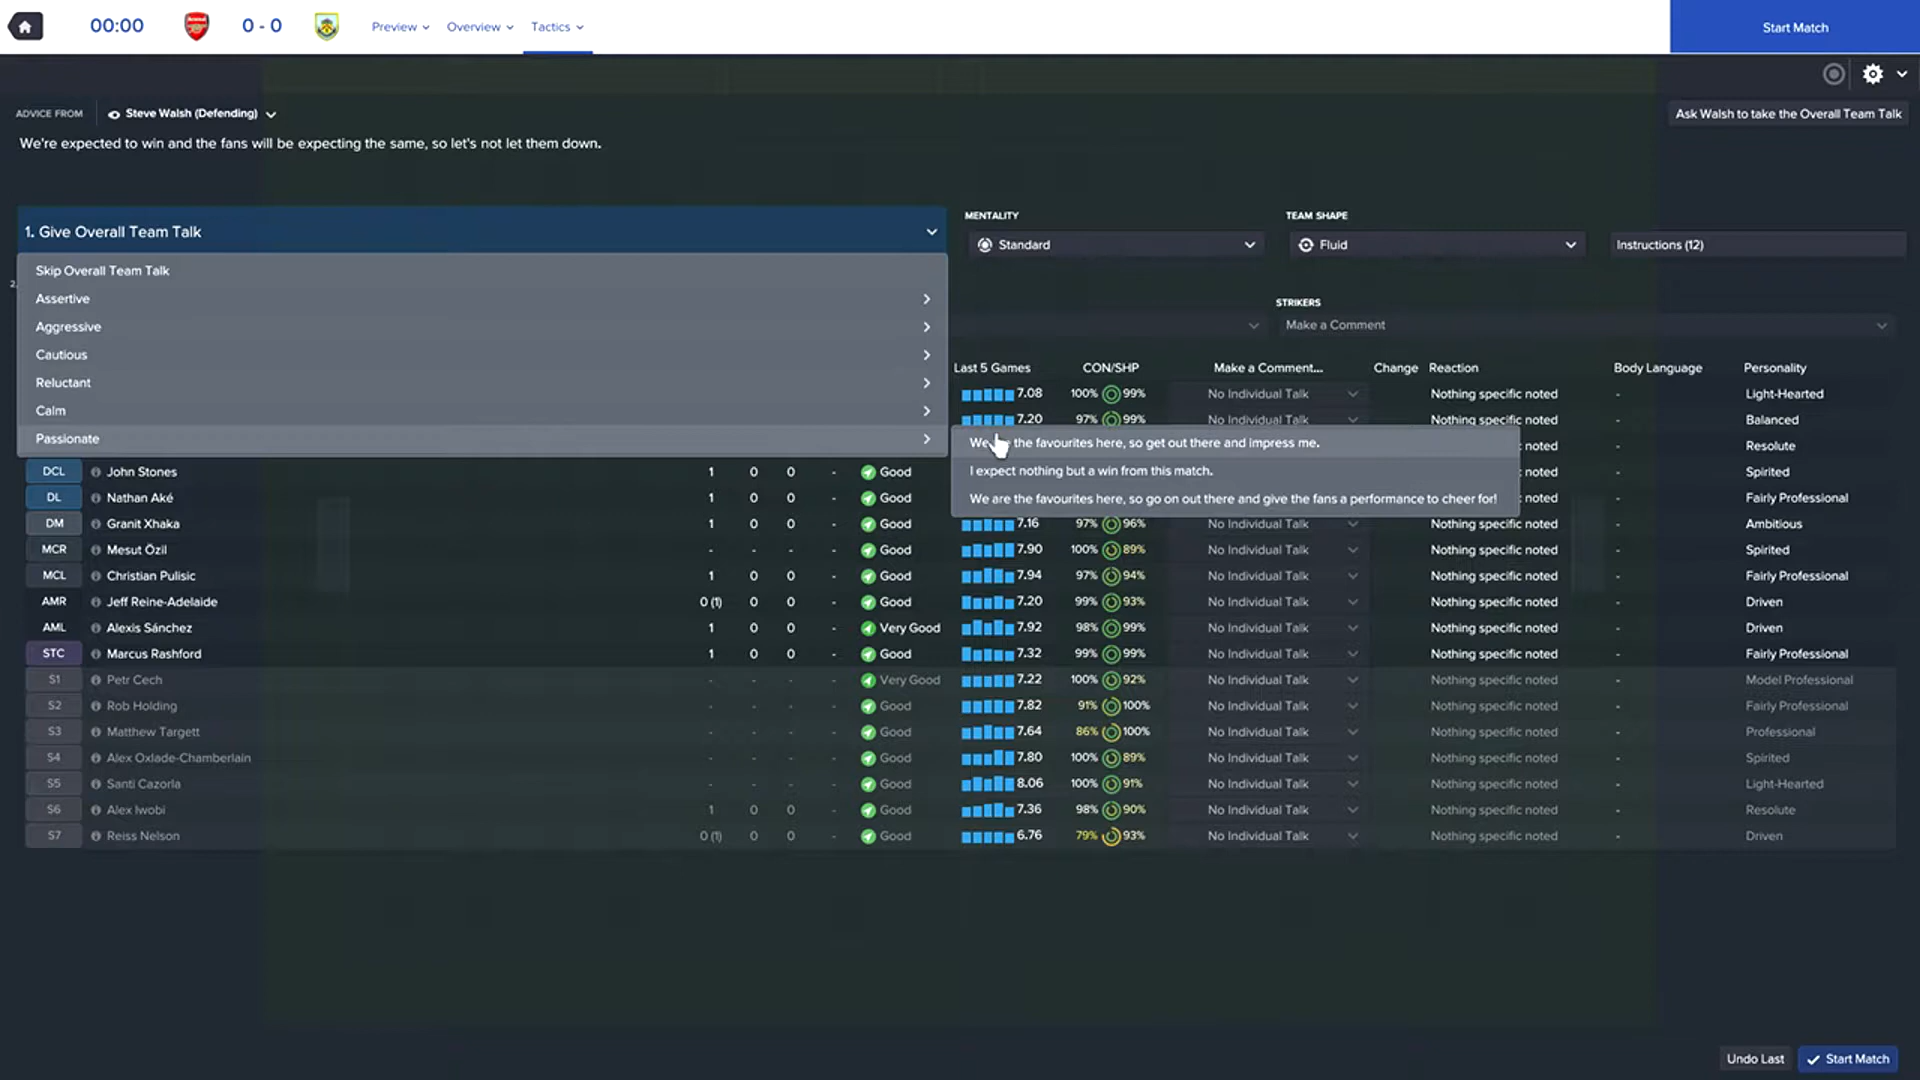 00:00 0 - 0 Preview Overview Tactics Start Match
ADVICE FROM Steve Walsh (Defending) Ask Walsh to take the Overall Team Talk
We're expected to win and the fans will be expecting the same, so let's not let them down.
MENTALITY TEAM SHAPE
1. Give Overall Team Talk Standard Fluid Instructions (12)
Skip Overall Team Talk
Assertive
Aggressive
Cautious
Reluctant
Calm
Passionate
STRIKERS
Make a Comment
Last 5 Games CON/SHP Make a Comment... Change Reaction Body Language Personality
7.08 100% 99% No Individual Talk Nothing specific noted - Light-Hearted
7.20 97% 99% No Individual Talk Nothing specific noted - Balanced
the favourites here, so get out there and impress me. noted - Resolute
I expect nothing but a win from this match.
We are the favourites here, so go on out there and give the fans a performance to cheer for!
DCL John Stones 1 0 0 - Good noted - Spirited
DL Nathan Aké 1 0 0 - Good noted - Fairly Professional
DM Granit Xhaka 1 0 0 - Good 7.16 97% 96% No Individual Talk Nothing specific noted - Ambitious
MCR Mesut Özil - - - - Good 7.90 100% 89% No Individual Talk Nothing specific noted - Spirited
MCL Christian Pulisic 1 0 0 - Good 7.94 97% 94% No Individual Talk Nothing specific noted - Fairly Professional
AMR Jeff Reine-Adelaide 0 (1) 0 0 - Good 7.20 99% 93% No Individual Talk Nothing specific noted - Driven
AML Alexis Sánchez 1 0 0 - Very Good 7.92 98% 99% No Individual Talk Nothing specific noted - Driven
STC Marcus Rashford 1 0 0 - Good 7.32 99% 99% No Individual Talk Nothing specific noted - Fairly Professional
S1 Petr Cech - - - - Very Good 7.22 100% 92% No Individual Talk Nothing specific noted - Model Professional
S2 Rob Holding - - - - Good 7.82 91% 100% No Individual Talk Nothing specific noted - Fairly Professional
S3 Matthew Targett - - - - Good 7.64 86% 100% No Individual Talk Nothing specific noted - Professional
S4 Alex Oxlade-Chamberlain - - - - Good 7.80 100% 89% No Individual Talk Nothing specific noted - Spirited
S5 Santi Cazorla - - - - Good 8.06 100% 91% No Individual Talk Nothing specific noted - Light-Hearted
S6 Alex Iwobi 1 0 0 - Good 7.36 98% 90% No Individual Talk Nothing specific noted - Resolute
S7 Reiss Nelson 0 (1) 0 0 - Good 6.76 79% 93% No Individual Talk Nothing specific noted - Driven
Undo Last Start Match